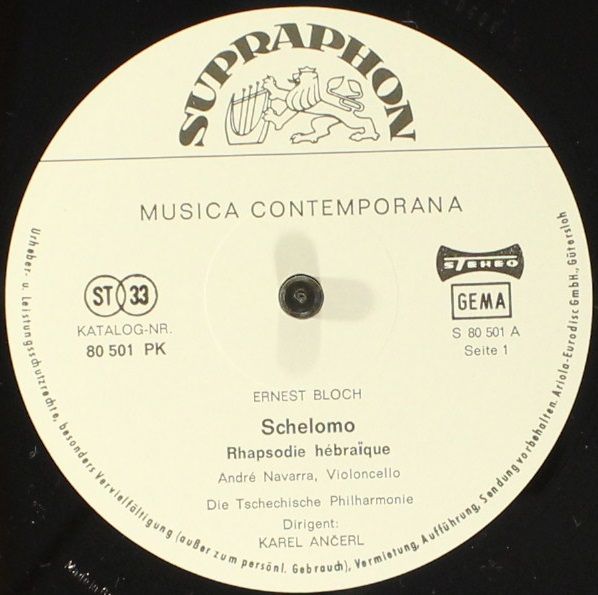 SUPRAPHON
MUSICA CONTEMPORANA
ST 33
KATALOG-NR.
80 501 PK
STEREO
GEMA
S 80 501 A
Seite 1
ERNEST BLOCH
Schelomo
Rhapsodie hébraïque
André Navarra, Violoncello
Die Tschechische Philharmonie
Dirigent:
KAREL ANČERL
Urheber- u. Leistungsschutzrechte, besonders Vervielfältigung (außer zum persönl. Gebrauch), Vermietung, Aufführung, Sendung vorbehalten. Ariola-Eurodisc GmbH., Gütersloh